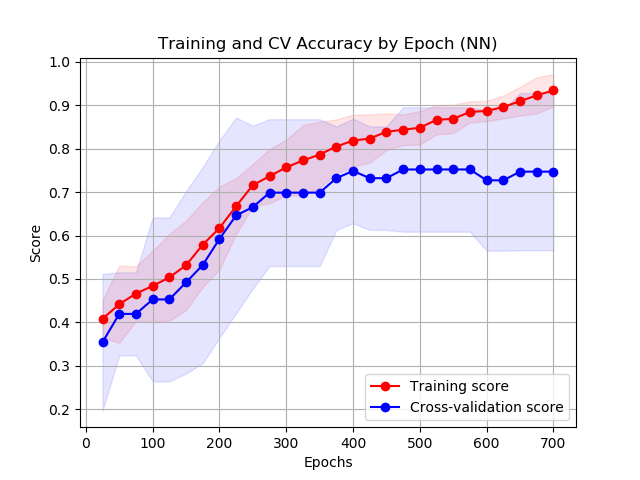 Training and CV Accuracy by Epoch (NN)
1.0
0.9
0.8
0.7
0.6
0.5
0.4
0.3
0.2
Score
0 100 200 300 400 500 600 700
Epochs
Training score
Cross-validation score